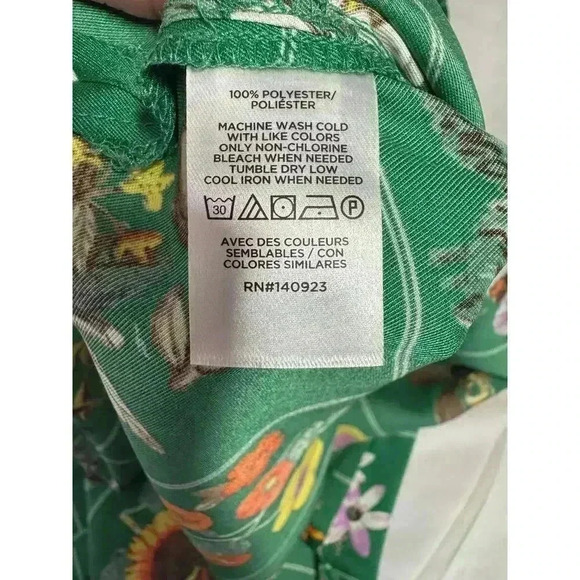 100% POLYESTER/
POLIÉSTER
MACHINE WASH COLD
WITH LIKE COLORS
ONLY NON-CHLORINE
BLEACH WHEN NEEDED
TUMBLE DRY LOW
COOL IRON WHEN NEEDED
30 P
AVEC DES COULEURS
SEMBLABLES / CON
COLORES SIMILARES
RN#140923